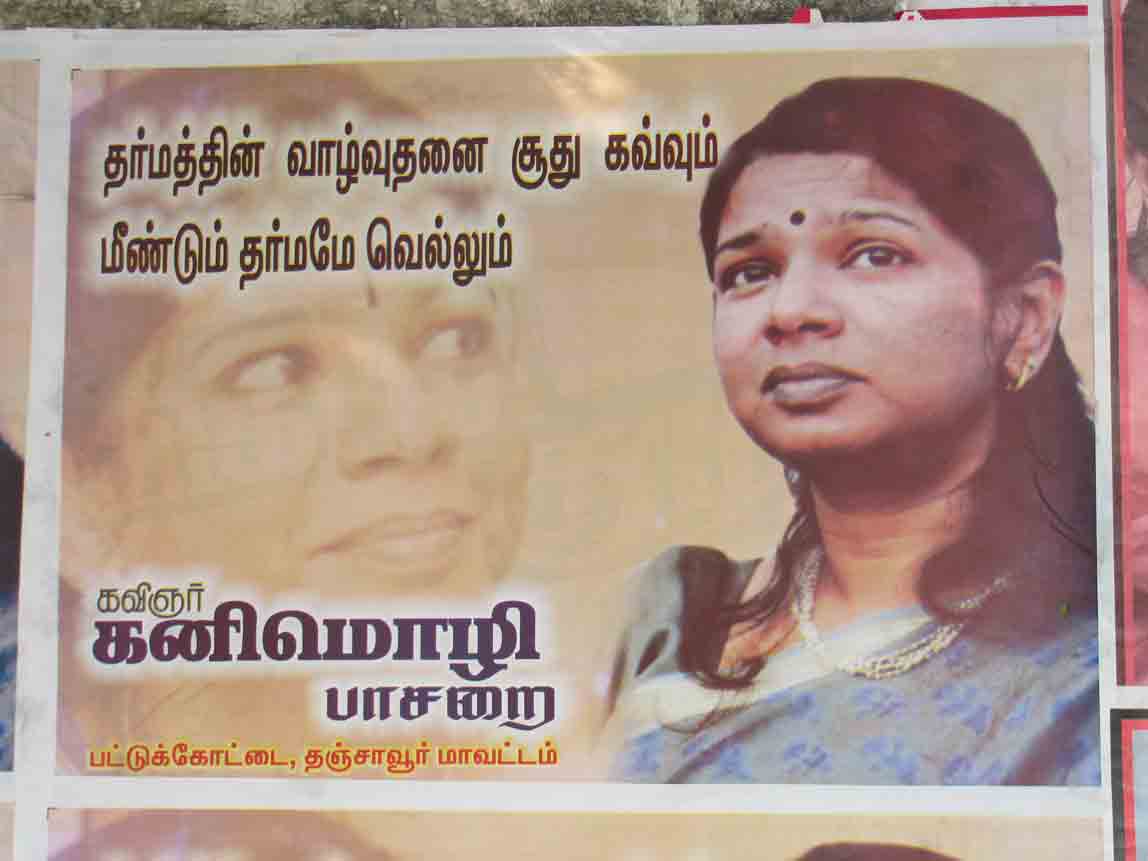 தர்மத்தின் வாழ்வுதனை சூது கவ்வும்
மீண்டும் தர்மமே வெல்லும்
கவிஞர்
கனிமொழி
பாசறை
பட்டுக்கோட்டை, தஞ்சாவூர் மாவட்டம்